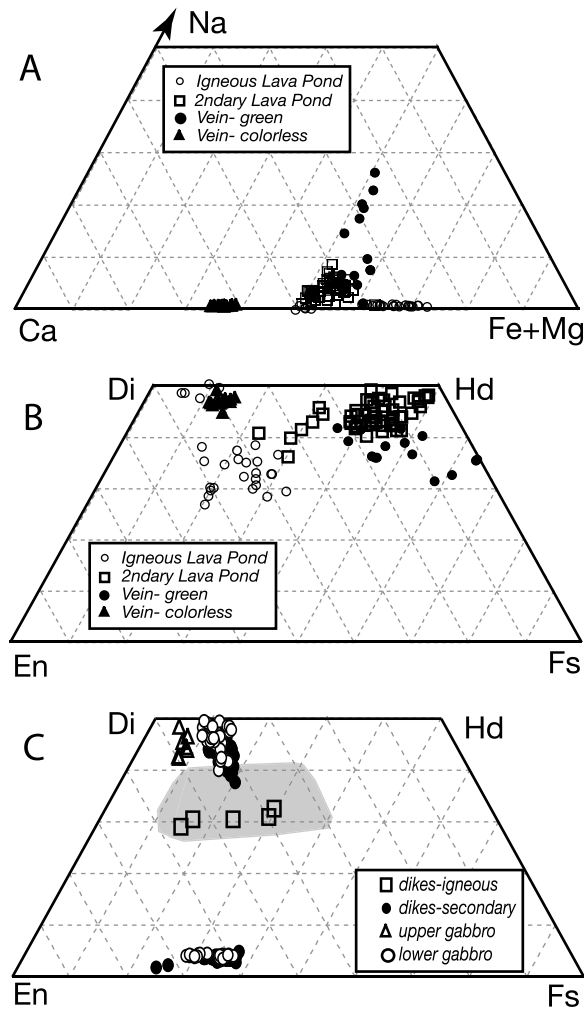 Na
A
Igneous Lava Pond
2ndary Lava Pond
Vein- green
Vein- colorless
Ca
Fe+Mg
Di
Hd
B
Igneous Lava Pond
2ndary Lava Pond
Vein- green
Vein- colorless
En
Fs
Di
Hd
C
dikes-igneous
dikes-secondary
upper gabbro
lower gabbro
En
Fs